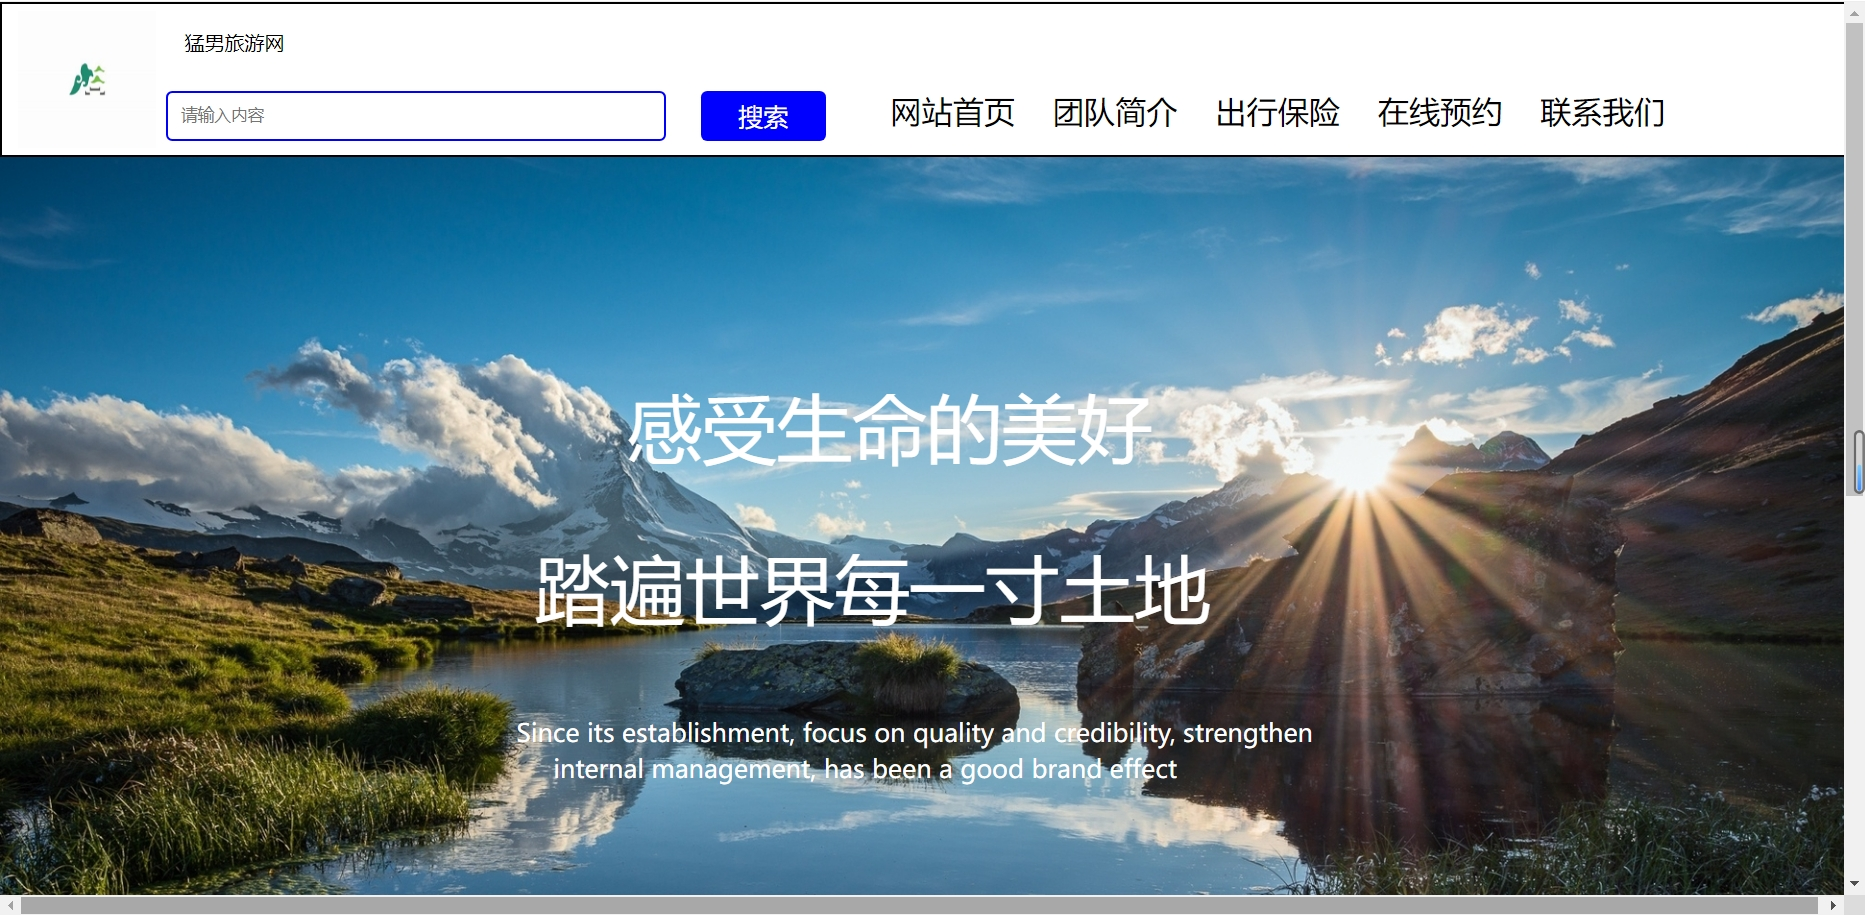 猛男旅游网
请输入内容
搜索
网站首页 团队简介 出行保险 在线预约 联系我们
感受生命的美好
踏遍世界每一寸土地
Since its establishment, focus on quality and credibility, strengthen
internal management, has been a good brand effect